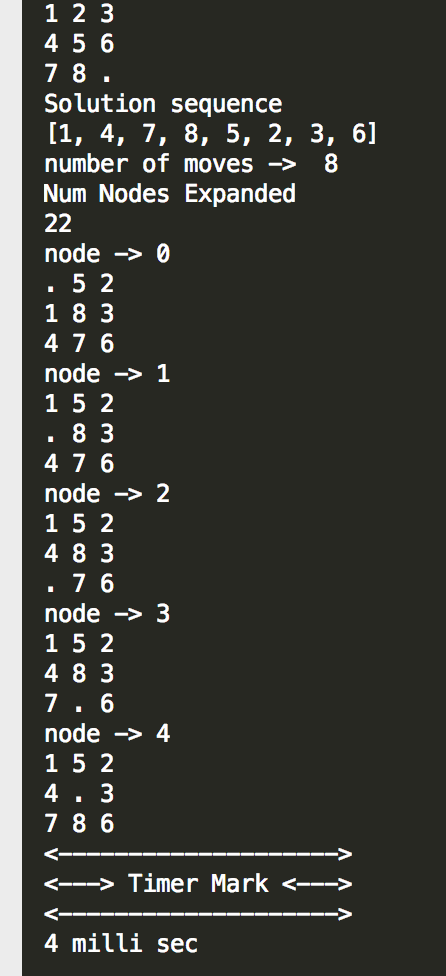 1 2 3
4 5 6
7 8 .
Solution sequence
[1, 4, 7, 8, 5, 2, 3, 6]
number of moves ->  8
Num Nodes Expanded
22
node -> 0
. 5 2
1 8 3
4 7 6
node -> 1
1 5 2
. 8 3
4 7 6
node -> 2
1 5 2
4 8 3
. 7 6
node -> 3
1 5 2
4 8 3
7 . 6
node -> 4
1 5 2
4 . 3
7 8 6
<-------------------->
<---> Timer Mark <--->
<-------------------->
4 milli sec